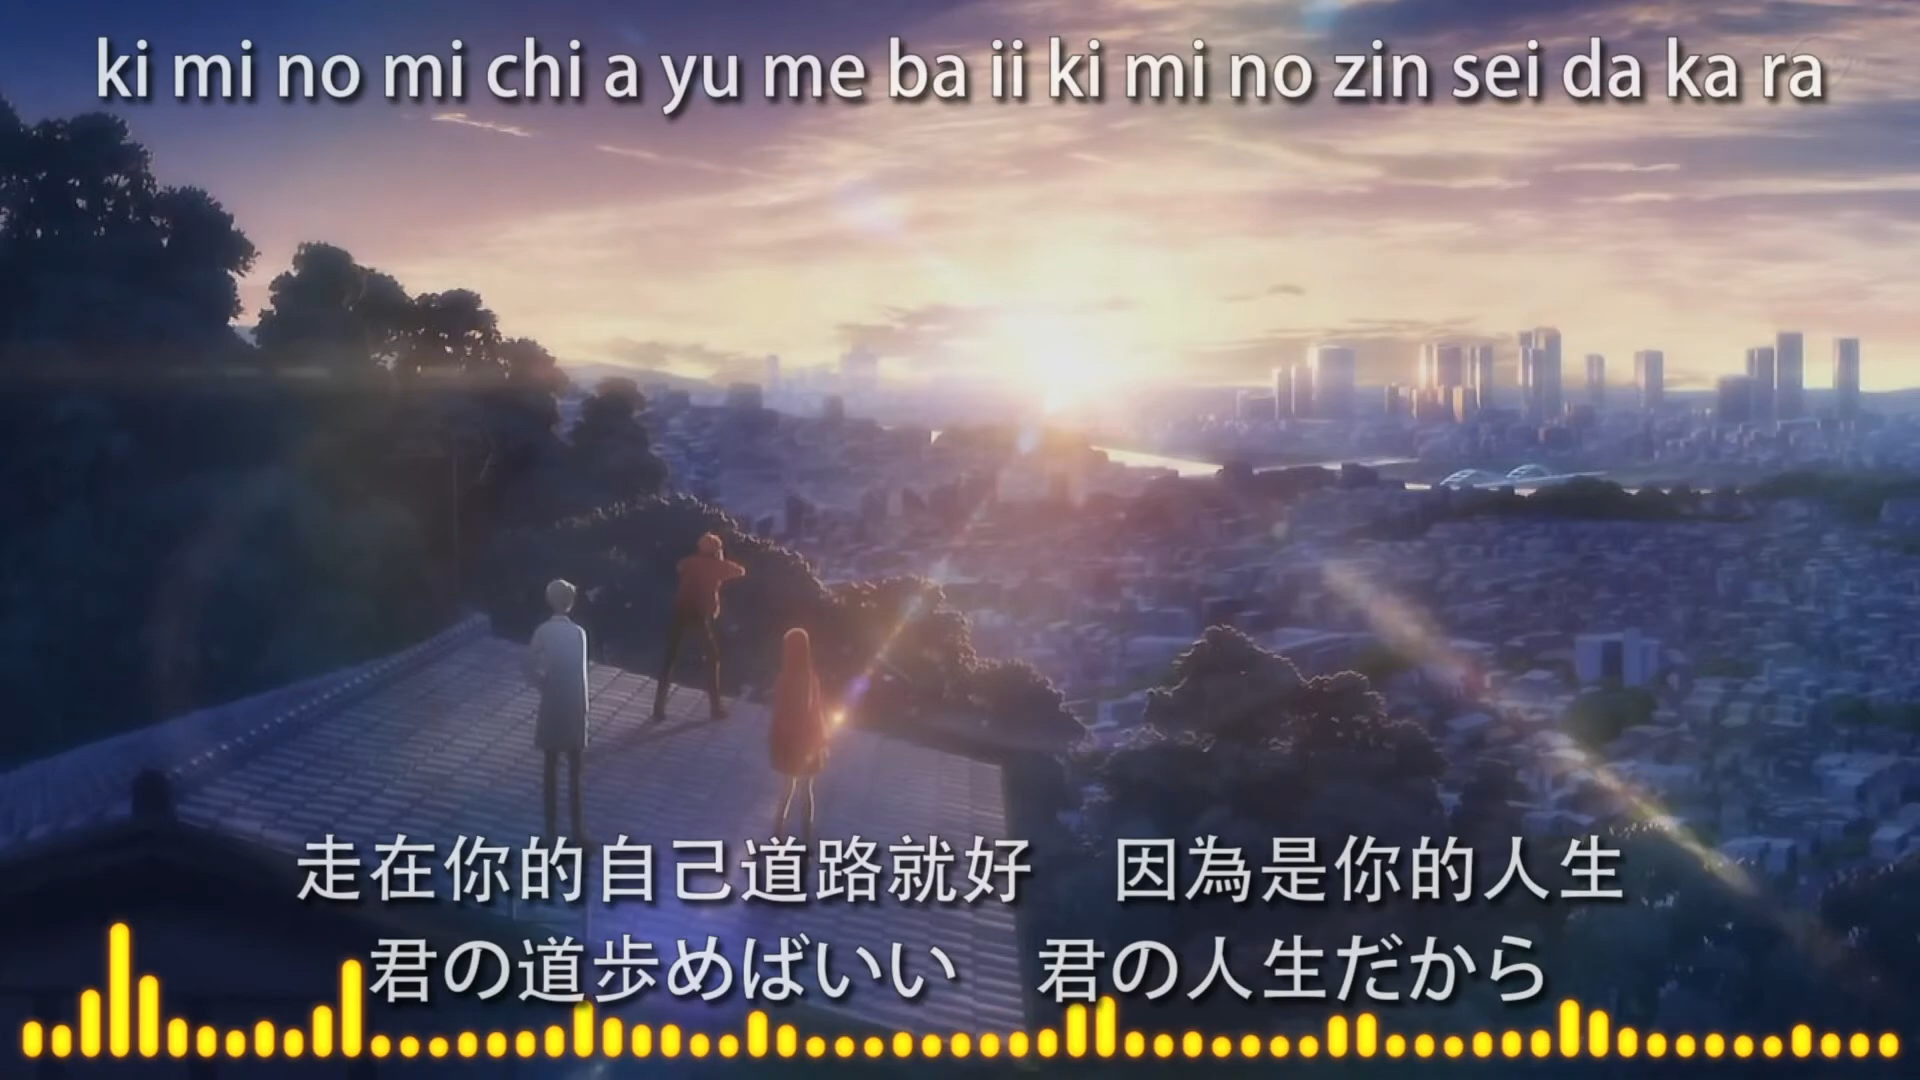 ki mi no mi chi a yu me ba ii ki mi no zin sei da ka ra
走在你的自己道路就好　因為是你的人生
君の道歩めばいい　君の人生だから